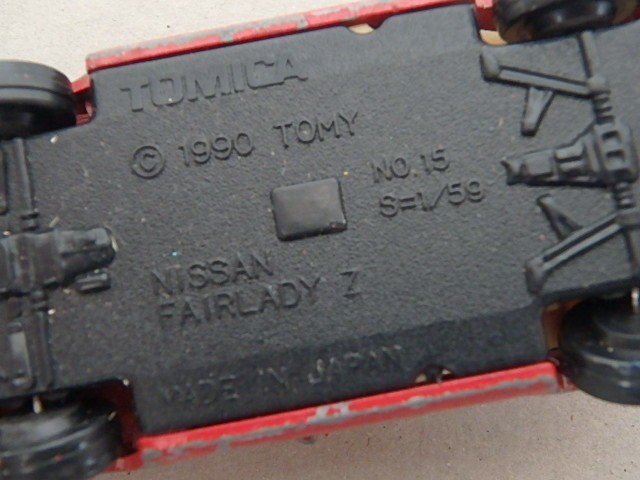 TOMICA
© 1990 TOMY
NO.15
S=1/59
NISSAN
FAIRLADY Z
MADE IN JAPAN